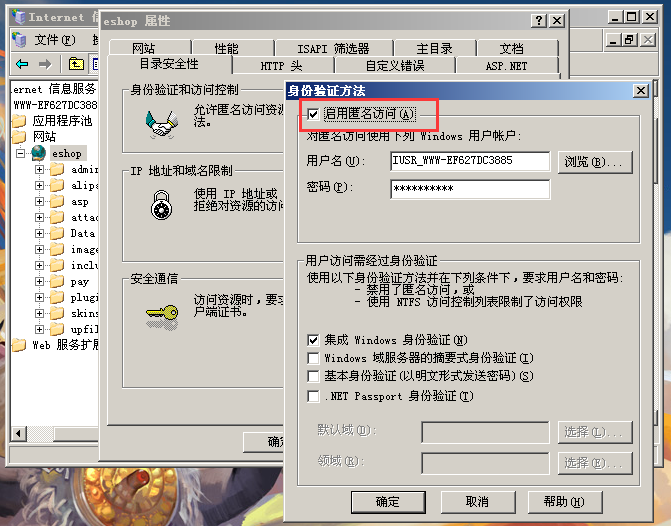 Internet 信
文件(F)
ernet 信息服务
WWW-EF627DC388
应用程序池
网站
eshop
admir
alipa
asp
attac
Data
image
inclu
pay
plugi
skins
upfil
Web 服务扩展
eshop 属性
网站 性能 ISAPI 筛选器 主目录 文档
目录安全性 HTTP 头 自定义错误 ASP.NET
身份验证和访问控制
允许匿名访问资源
法。
IP 地址和域名限制
使用 IP 地址或
拒绝对资源的访问
安全通信
访问资源时，要求
户端证书。
确定
身份验证方法
启用匿名访问(A)
对匿名访问使用下列 Windows 用户帐户:
用户名(U): IUSR_WWW-EF627DC3885 浏览(B)...
密码(P): **********
用户访问需经过身份验证
使用以下身份验证方法并在下列条件下，要求用户名和密码:
- 禁用了匿名访问，或
- 使用 NTFS 访问控制列表限制了访问权限
集成 Windows 身份验证(N)
Windows 域服务器的摘要式身份验证(I)
基本身份验证(以明文形式发送密码)(S)
.NET Passport 身份验证(T)
默认域(D): 选择(L)...
领域(R): 选择(E)...
确定 取消 帮助(H)